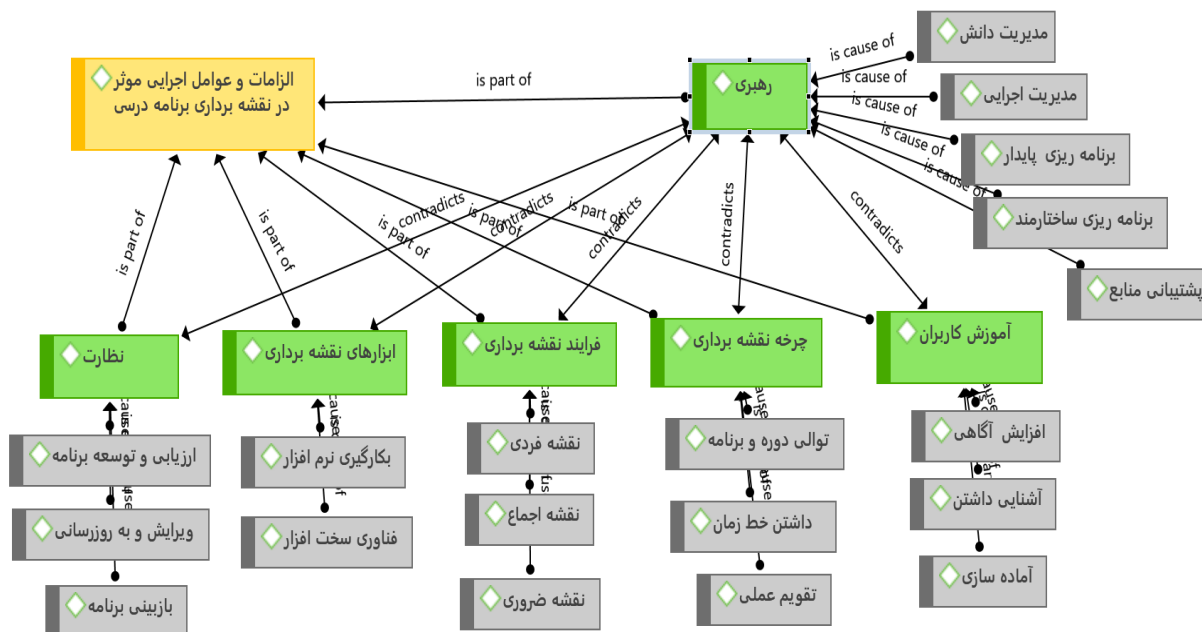 مدیریت دانش
is cause of
الزامات و عوامل اجرایی موثر
در نقشه برداری برنامه درسی
is part of
رهبری
is cause of
مدیریت اجرایی
is cause of
is cause of
برنامه ریزی پایدار
is cause of
برنامه ریزی ساختارمند
پشتیبانی منابع
is part of
is part of
is part of
contradicts
is part of
contradicts
is part of
contradicts
contradicts
contradicts
نظارت
ابزارهای نقشه برداری
فرایند نقشه برداری
چرخه نقشه برداری
آموزش کاربران
ارزیابی و توسعه برنامه
بکارگیری نرم افزار
نقشه فردی
توالی دوره و برنامه
افزایش آگاهی
ویرایش و به روزرسانی
فناوری سخت افزار
نقشه اجماع
داشتن خط زمان
آشنایی داشتن
بازبینی برنامه
نقشه ضروری
تقویم عملی
آماده سازی